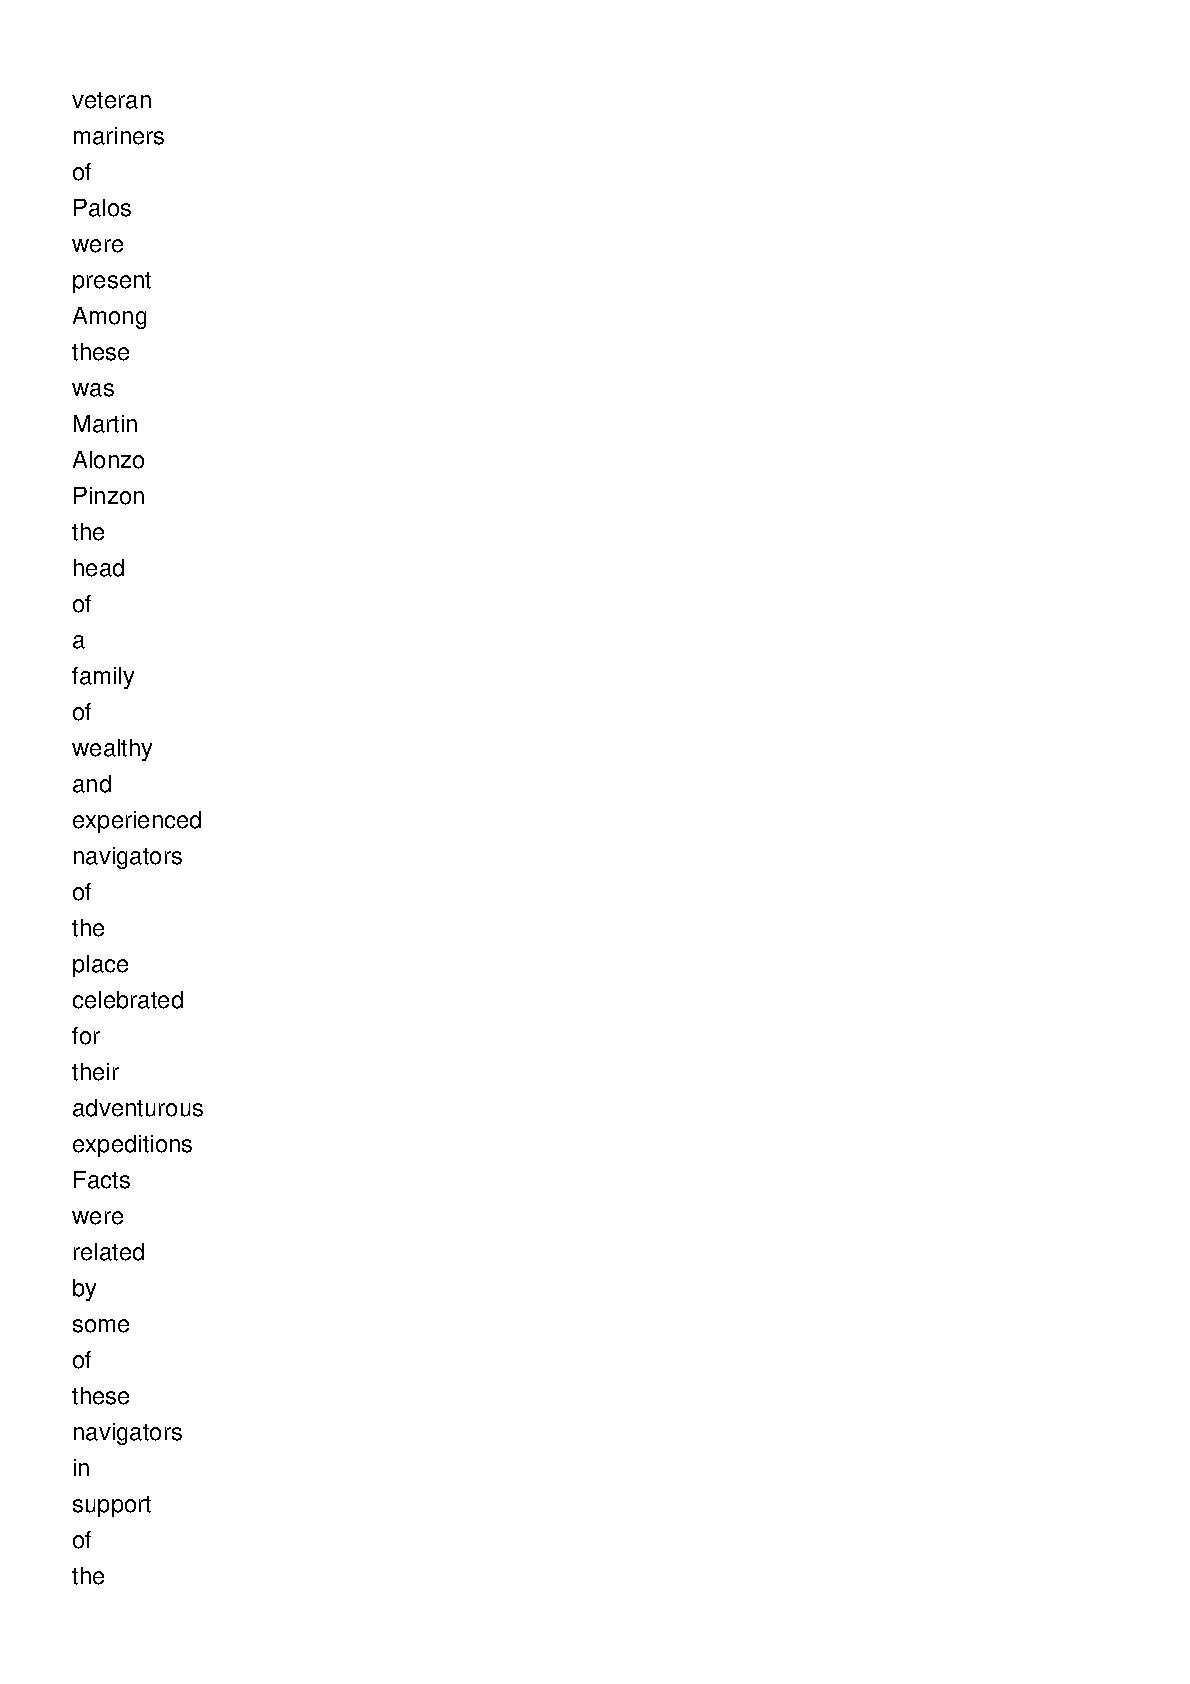 veteran
mariners
of
Palos
were
present
Among
these
was
Martin
Alonzo
Pinzon
the
head
of
a
family
of
wealthy
and
experienced
navigators
of
the
place
celebrated
for
their
adventurous
expeditions
Facts
were
related
by
some
of
these
navigators
in
support
of
the